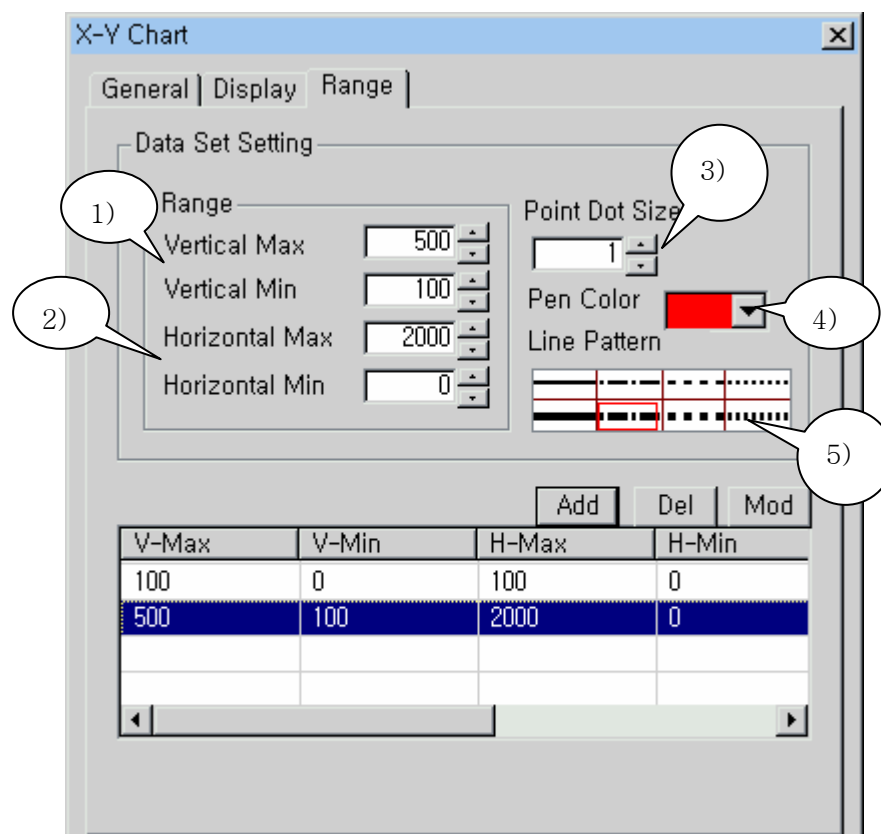 X-Y Chart
General Display Range
Data Set Setting
3)
1)
Range
Point Dot Size
Vertical Max 500
1
Vertical Min 100
Pen Color
2)
4)
Horizontal Max 2000
Line Pattern
Horizontal Min 0
5)
Add Del Mod
V-Max V-Min H-Max H-Min
100 0 100 0
500 100 2000 0